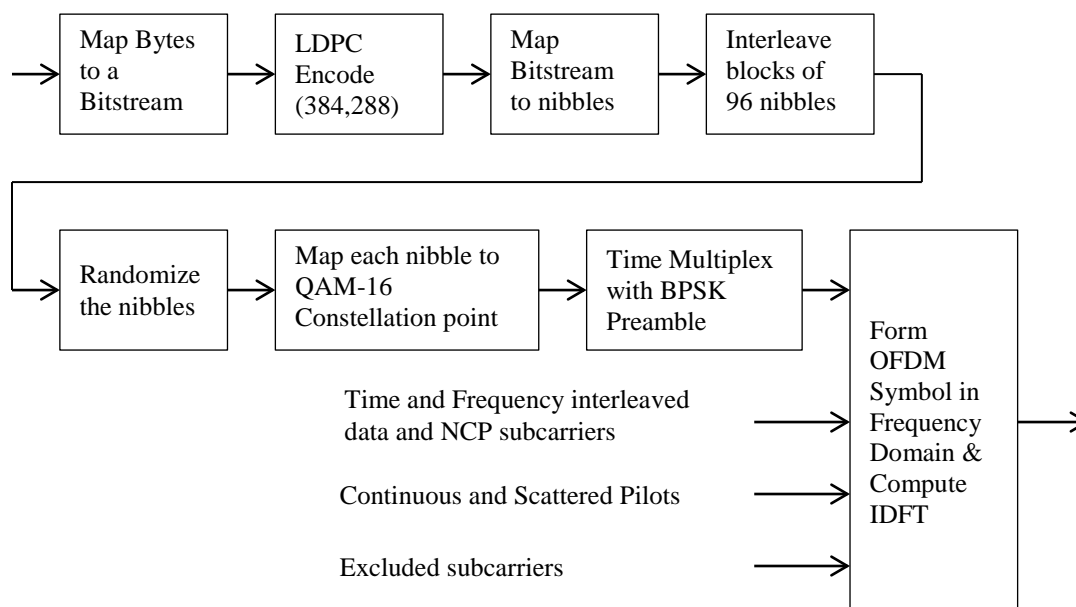 Map Bytes
to a
Bitstream
LDPC
Encode
(384,288)
Map
Bitstream
to nibbles
Interleave
blocks of
96 nibbles
Randomize
the nibbles
Map each nibble to
QAM-16
Constellation point
Time Multiplex
with BPSK
Preamble
Form
OFDM
Symbol in
Frequency
Domain &
Compute
IDFT
Time and Frequency interleaved
data and NCP subcarriers
Continuous and Scattered Pilots
Excluded subcarriers